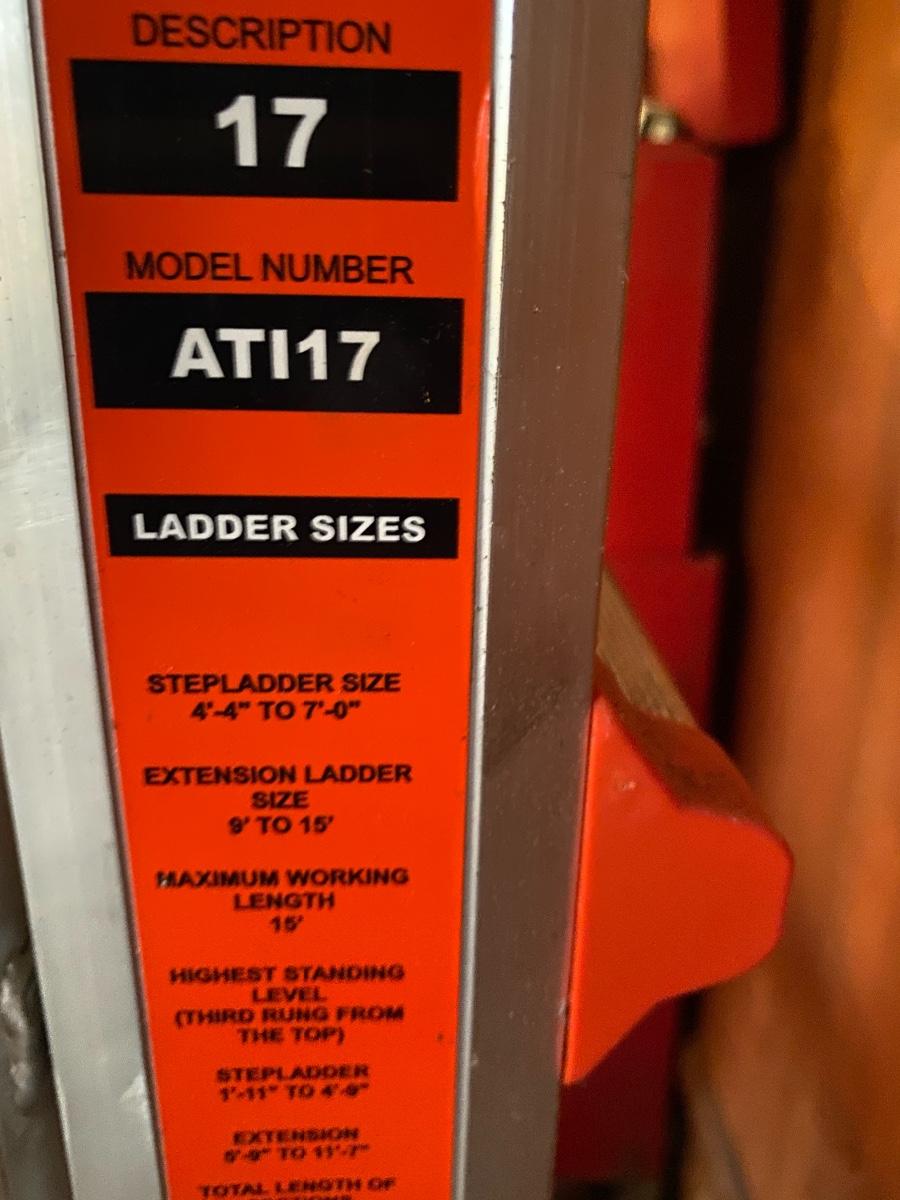 DESCRIPTION
17
MODEL NUMBER
ATI17
LADDER SIZES
STEPLADDER SIZE
4'-4" TO 7'-0"
EXTENSION LADDER
SIZE
9' TO 15'
MAXIMUM WORKING
LENGTH
15'
HIGHEST STANDING
LEVEL
(THIRD RUNG FROM
THE TOP)
STEPLADDER
1'-11" TO 4'-9"
EXTENSION
TO 11'-7"
TOTAL LENGTH OF